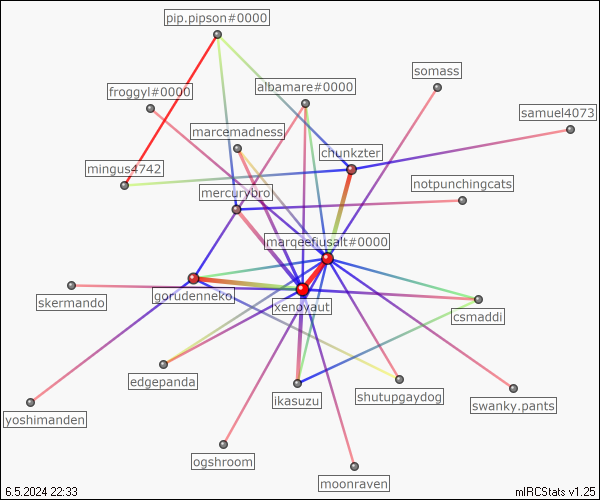 pip.pipson#0000
somass
froggyl#0000
albamare#0000
samuel4073
marcemadness
chunkzter
mingus4742
notpunchingcats
mercurybro
marqeefiusalt#0000
skermando
gorudenneko
xenoyaut
csmaddi
edgepanda
ikasuzu
shutupgaydog
swanky.pants
yoshimanden
ogshroom
moonraven
6.5.2024 22:33
mIRCStats v1.25